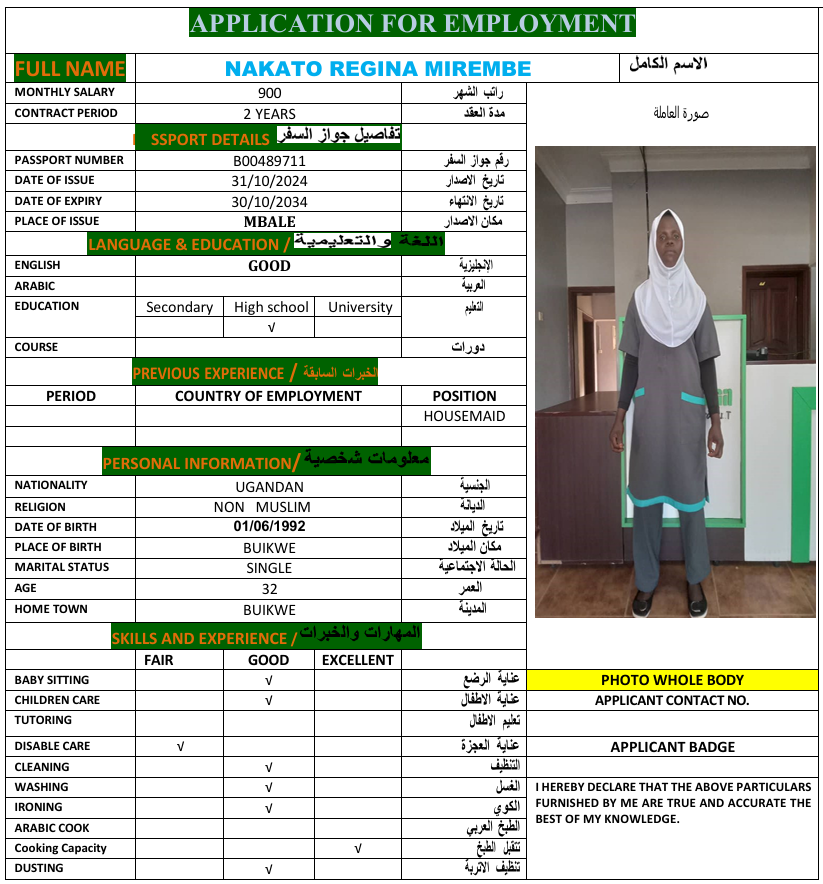 APPLICATION FOR EMPLOYMENT
FULL NAME NAKATO REGINA MIREMBE الاسم الكامل
MONTHLY SALARY 900 راتب الشهر
CONTRACT PERIOD 2 YEARS مدة العقد
صورة العاملة
SSPORT DETAILS تفاصيل جواز السفر
PASSPORT NUMBER B00489711 رقم جواز السفر
DATE OF ISSUE 31/10/2024 تاريخ الاصدار
DATE OF EXPIRY 30/10/2034 تاريخ الانتهاء
PLACE OF ISSUE MBALE مكان الاصدار
LANGUAGE & EDUCATION / اللغة والتعليمية
ENGLISH GOOD الإنجليزية
ARABIC العربية
EDUCATION Secondary High school University التعليم
√
COURSE دورات
PREVIOUS EXPERIENCE / الخبرات السابقة
PERIOD COUNTRY OF EMPLOYMENT POSITION
HOUSEMAID
PERSONAL INFORMATION/ معلومات شخصية
NATIONALITY UGANDAN الجنسية
RELIGION NON MUSLIM الديانة
DATE OF BIRTH 01/06/1992 تاريخ الميلاد
PLACE OF BIRTH BUIKWE مكان الميلاد
MARITAL STATUS SINGLE الحالة الاجتماعية
AGE 32 العمر
HOME TOWN BUIKWE المدينة
SKILLS AND EXPERIENCE / المهارات والخبرات
FAIR GOOD EXCELLENT
BABY SITTING √ عناية الرضع
CHILDREN CARE √ عناية الاطفال
TUTORING تعليم الاطفال
DISABLE CARE √ عناية العجزة
CLEANING √ التنظيف
WASHING √ الغسل
IRONING √ الكوي
ARABIC COOK الطبخ العربي
Cooking Capacity √ تتقبل الطبخ
DUSTING √ تنظيف الاتربة
PHOTO WHOLE BODY
APPLICANT CONTACT NO.
APPLICANT BADGE
I HEREBY DECLARE THAT THE ABOVE PARTICULARS
FURNISHED BY ME ARE TRUE AND ACCURATE THE
BEST OF MY KNOWLEDGE.